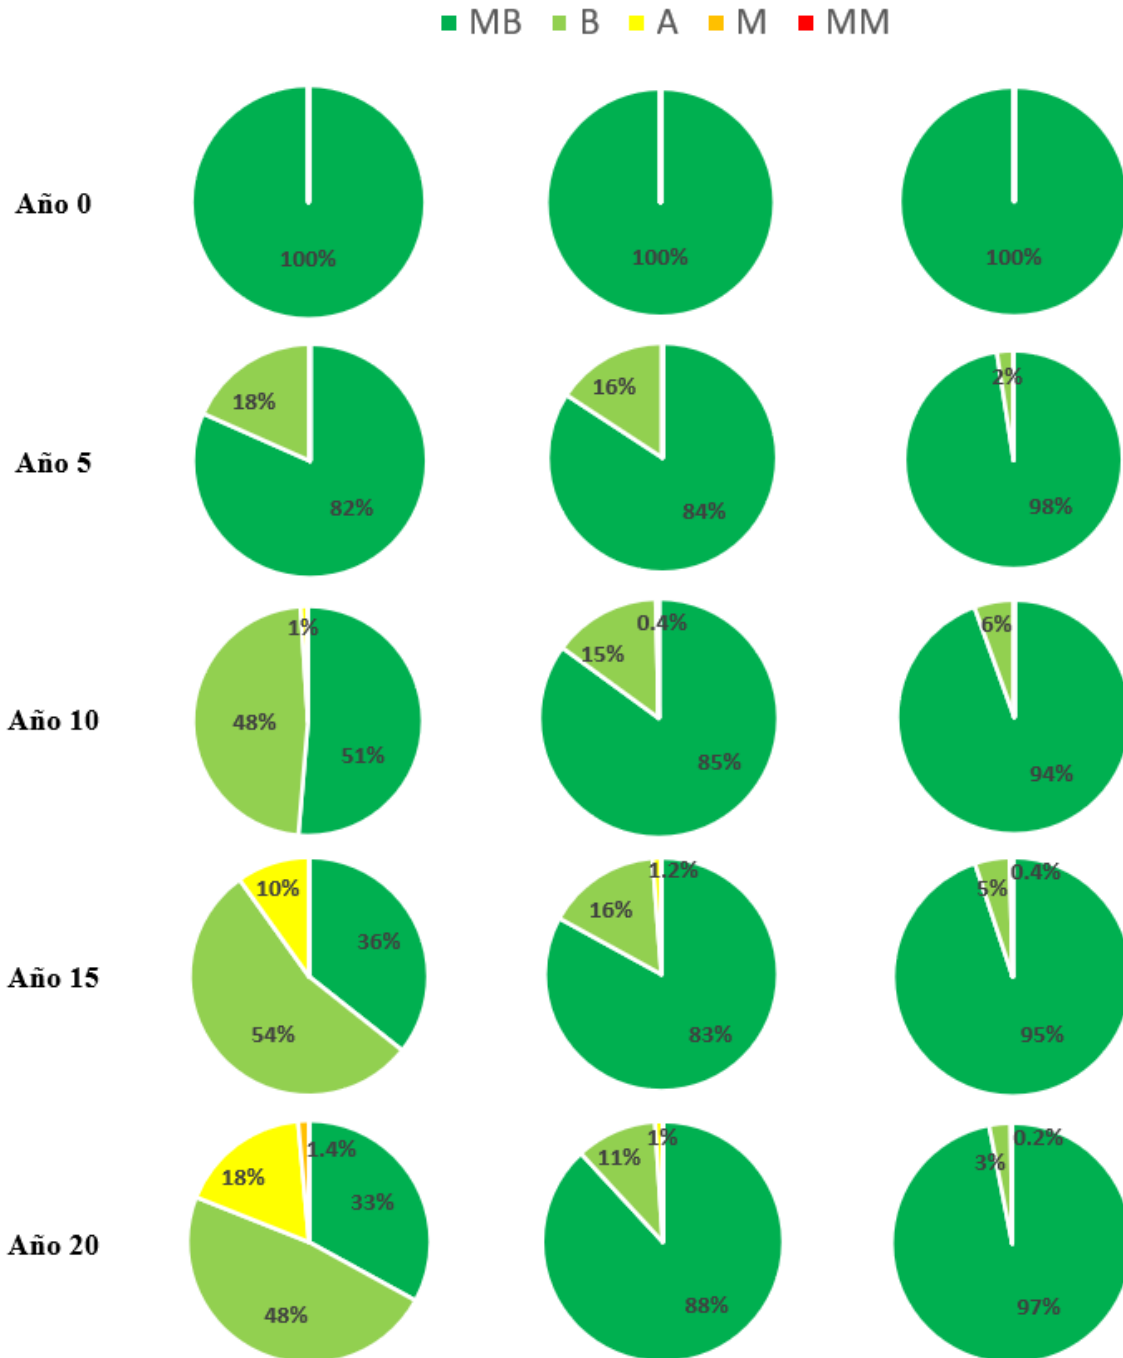 MB B A M MM
Año 0
100% 100% 100%
Año 5
18% 82% 16% 84% 2% 98%
Año 10
1% 48% 51% 0.4% 15% 85% 6% 94%
Año 15
10% 36% 54% 1.2% 16% 83% 0.4% 5% 95%
Año 20
1.4% 18% 33% 48% 1% 11% 88% 0.2% 3% 97%